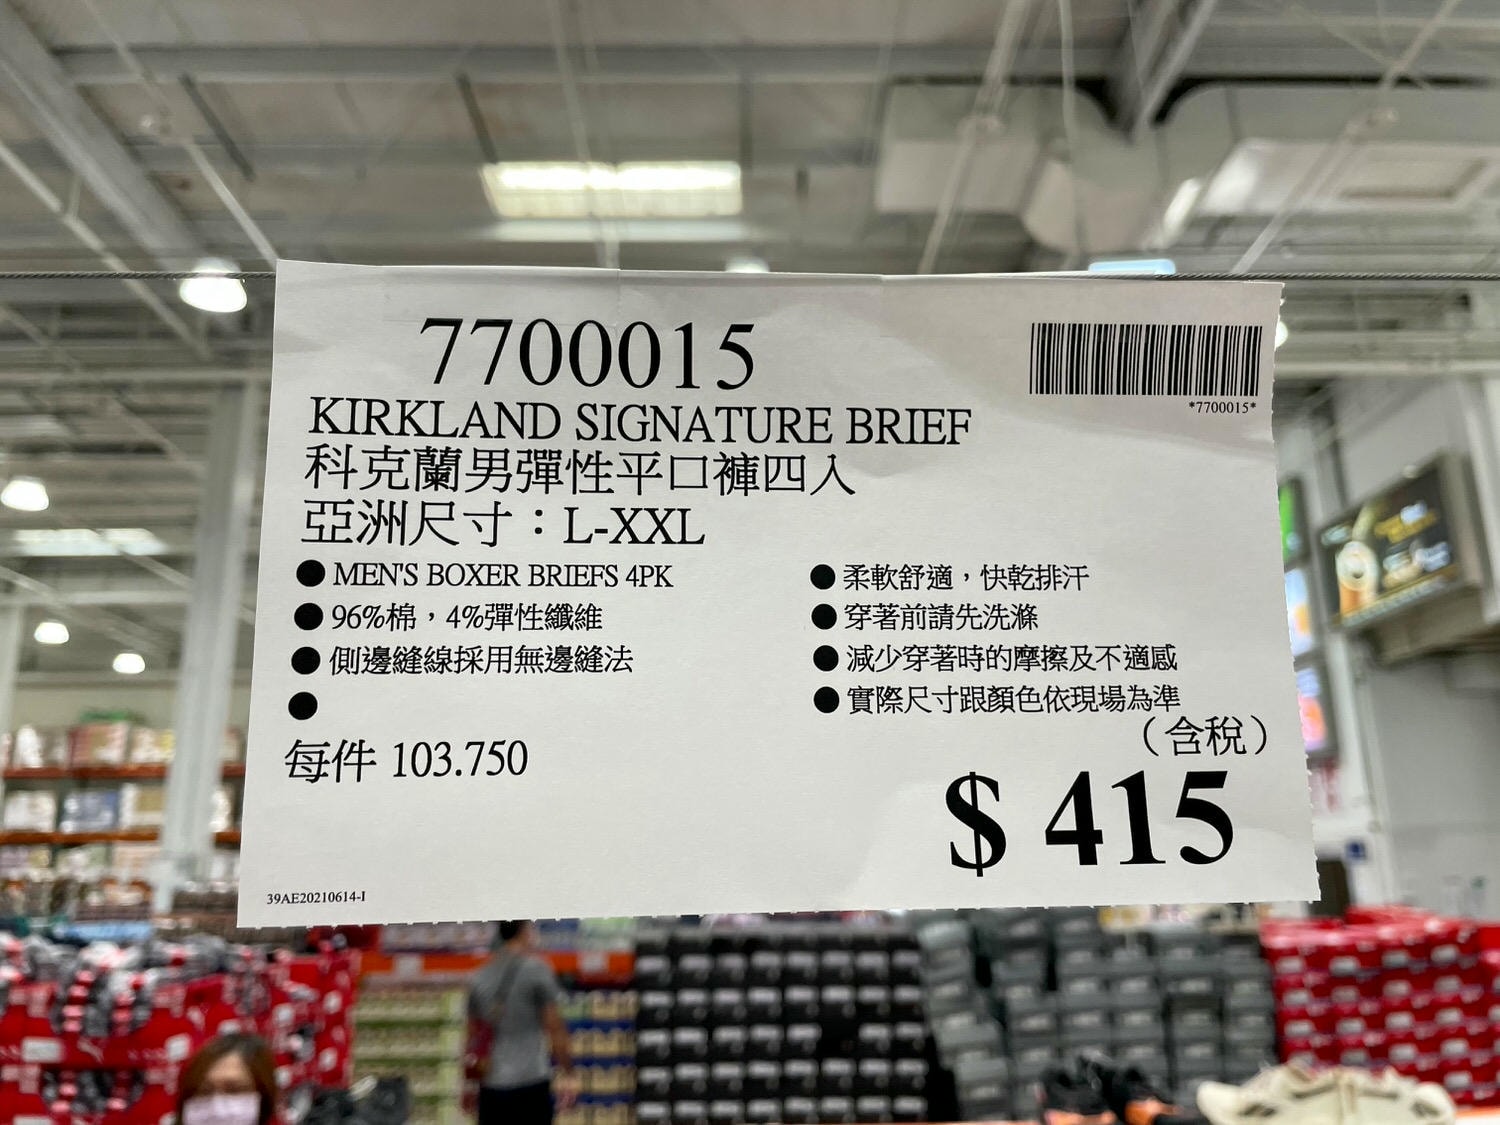 7700015
*7700015*
KIRKLAND SIGNATURE BRIEF
科克蘭男彈性平口褲四入
亞洲尺寸：L-XXL
●MEN'S BOXER BRIEFS 4PK
●96%棉，4%彈性纖維
●側邊縫線採用無邊縫法
●
●柔軟舒適，快乾排汗
●穿著前請先洗滌
●減少穿著時的摩擦及不適感
●實際尺寸跟顏色依現場為準
每件 103.750
（含稅）
$ 415
39AE20210614-I